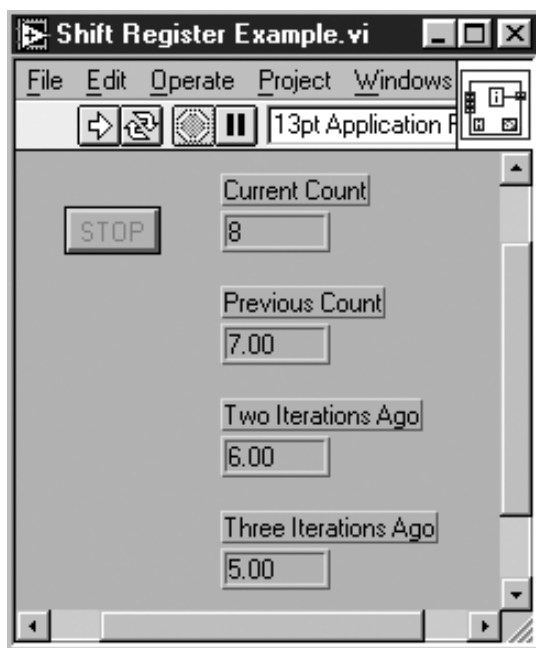 Shift Register Example.vi
File Edit Operate Project Windows
13pt Application F
STOP
Current Count
8
Previous Count
7.00
Two Iterations Ago
6.00
Three Iterations Ago
5.00